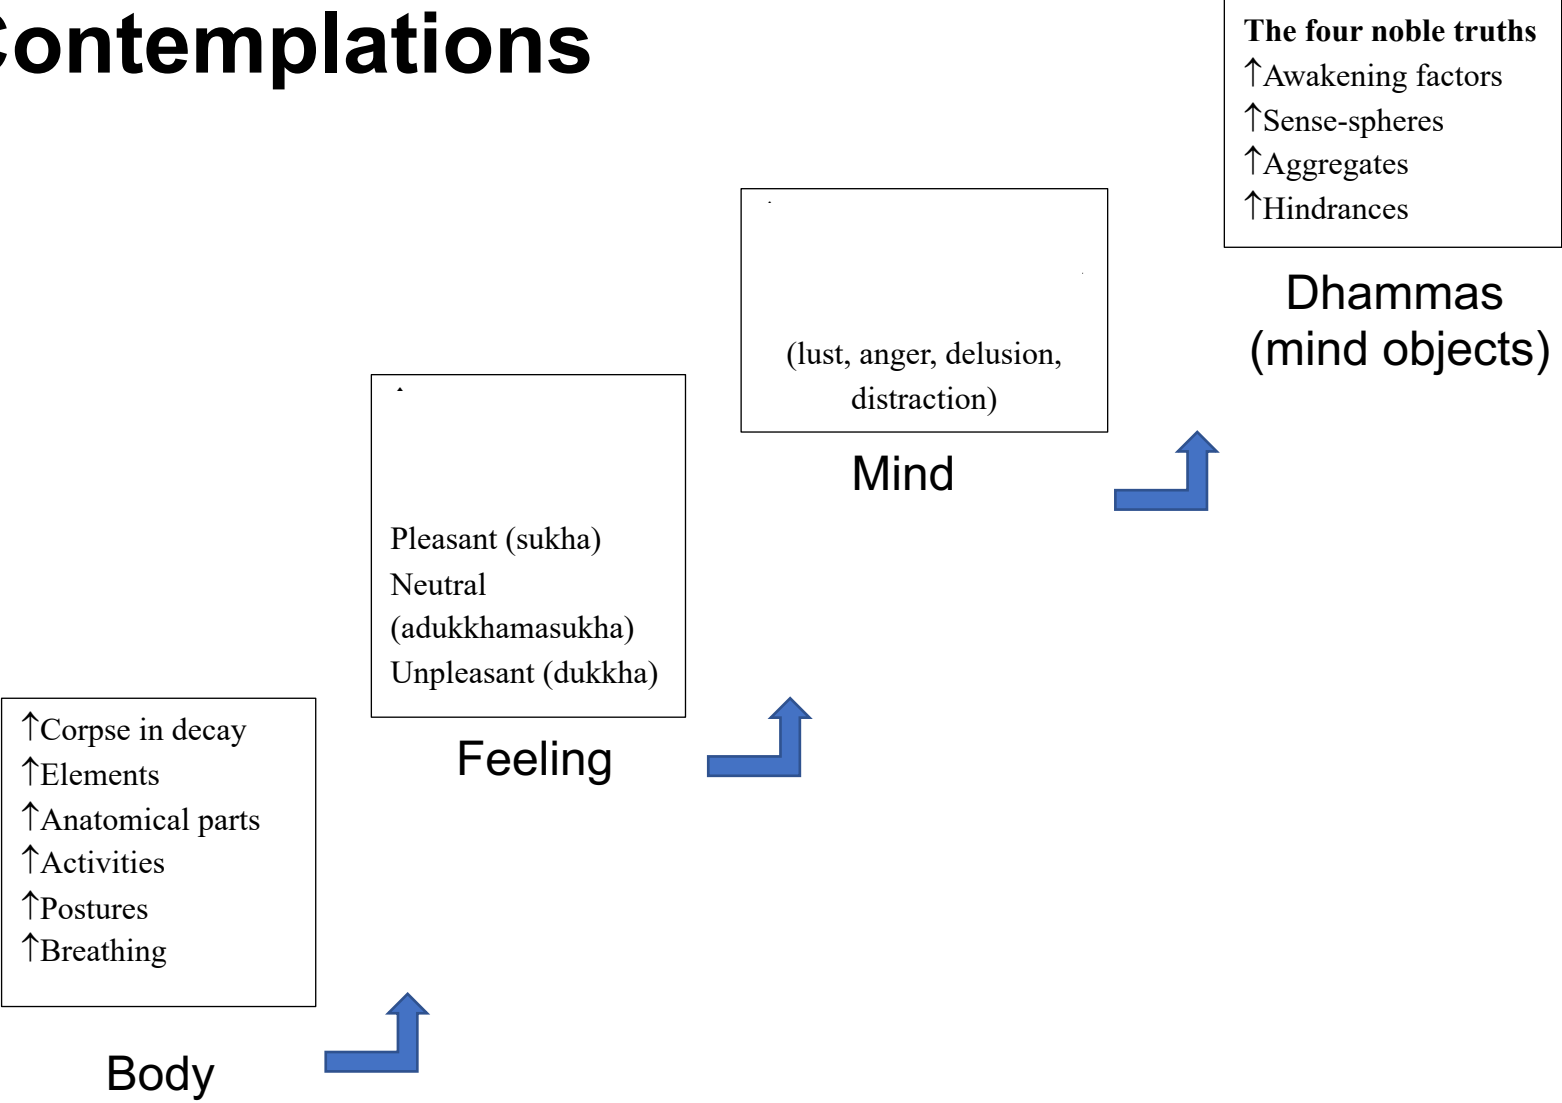 Contemplations
The four noble truths
↑Awakening factors
↑Sense-spheres
↑Aggregates
↑Hindrances
Dhammas
(mind objects)
(lust, anger, delusion,
distraction)
Mind
Pleasant (sukha)
Neutral
(adukkhamasukha)
Unpleasant (dukkha)
Feeling
↑Corpse in decay
↑Elements
↑Anatomical parts
↑Activities
↑Postures
↑Breathing
Body